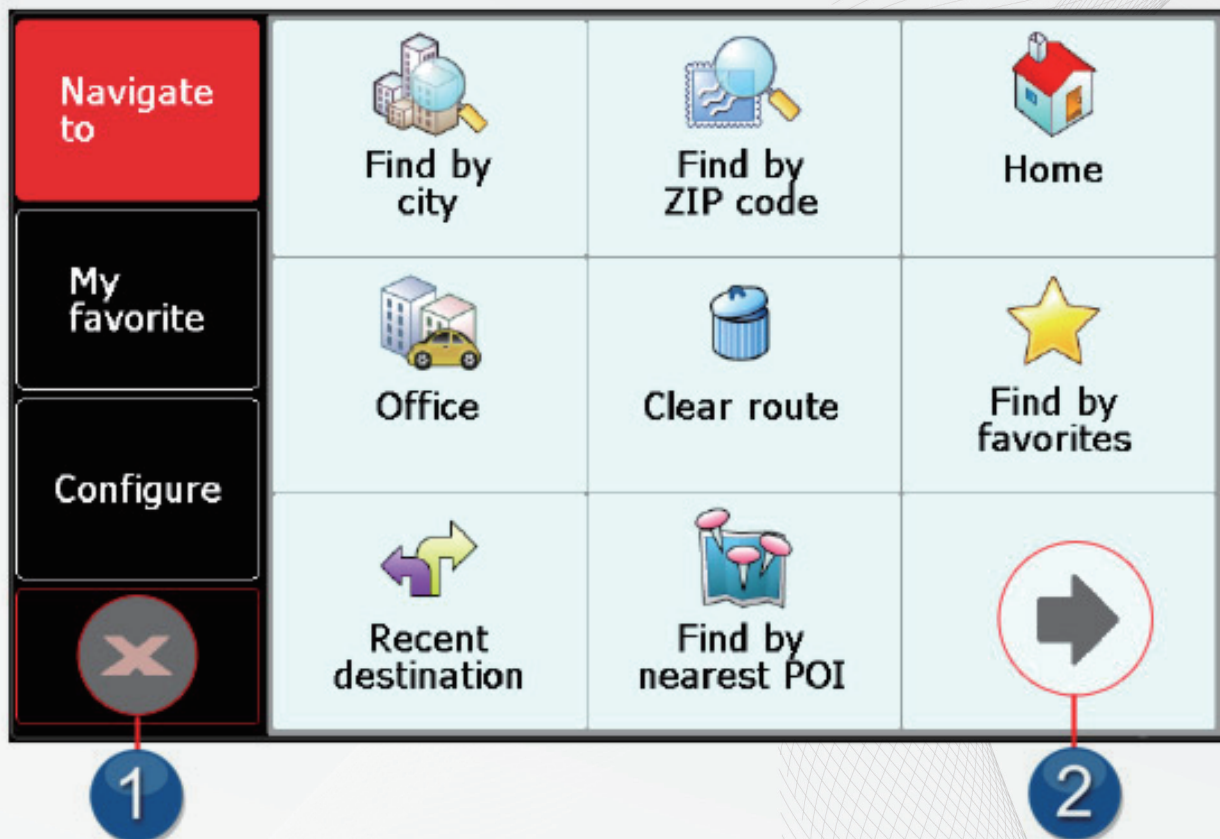 Navigate
to
My
favorite
Configure
Find by
city
Find by
ZIP code
Home
Office
Clear route
Find by
favorites
Recent
destination
Find by
nearest POI
1
2